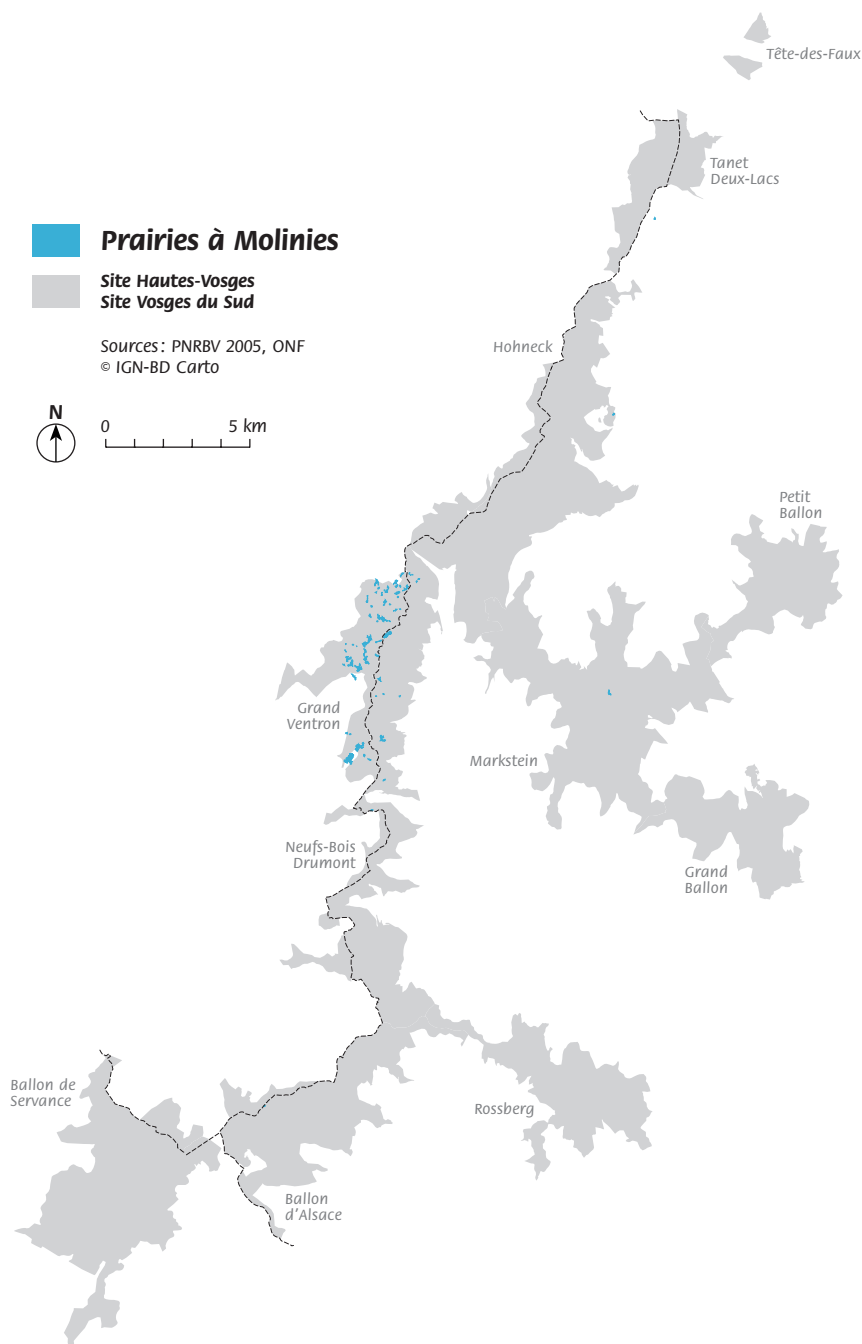 Tête-des-Faux
Tanet
Deux-Lacs
Prairies à Molinies
Site Hautes-Vosges
Site Vosges du Sud
Sources : PNRBV 2005, ONF
© IGN-BD Carto
Hohneck
N
0 5 km
Petit
Ballon
Grand
Ventron
Markstein
Neufs-Bois
Drumont
Grand
Ballon
Ballon de
Servance
Rossberg
Ballon
d'Alsace